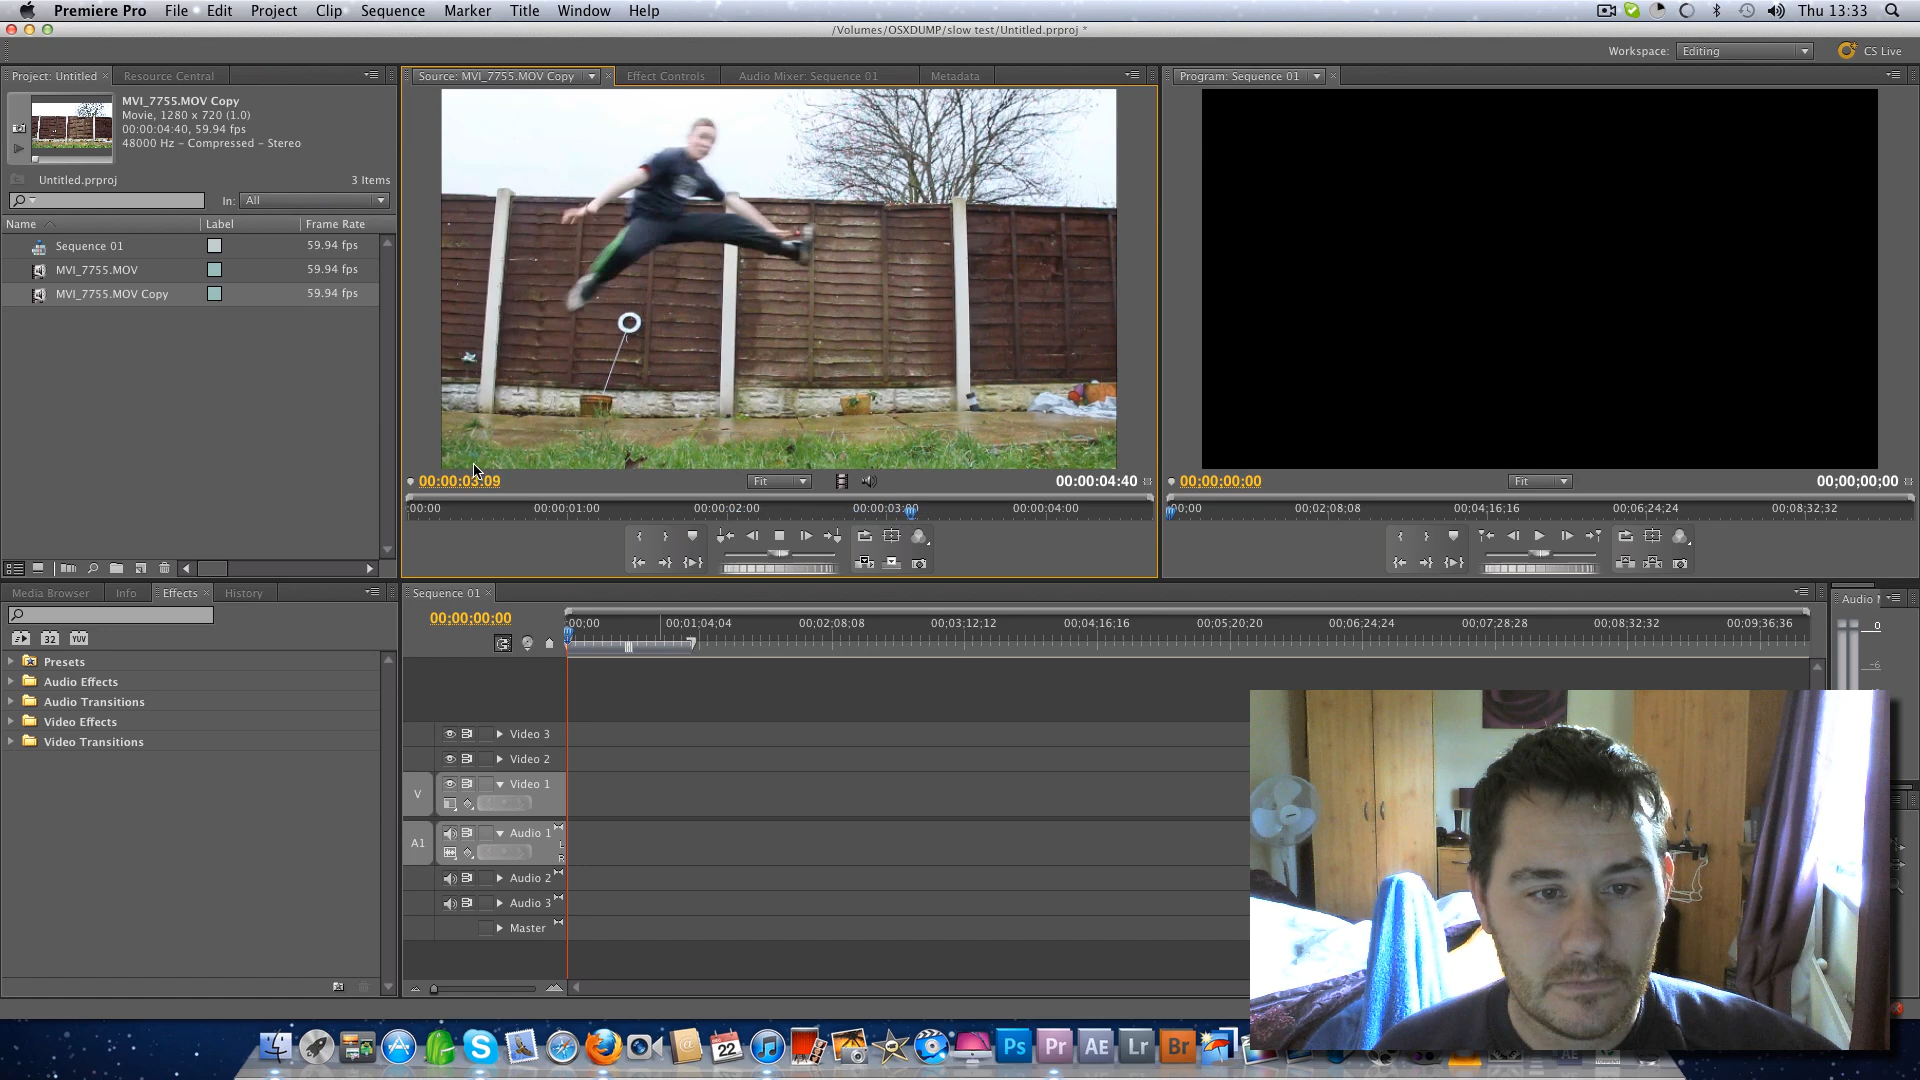 Premiere Pro File Edit Project Clip Sequence Marker Title Window Help Thu 13:33
/Volumes/OSXDUMP/slow test/Untitled.prproj *
Workspace: Editing CS Live
Project: Untitled Resource Central
Source: MVI_7755.MOV Copy Effect Controls Audio Mixer: Sequence 01 Metadata
Program: Sequence 01
MVI_7755.MOV Copy
Movie, 1280 x 720 (1.0)
00:00:04:40, 59.94 fps
48000 Hz - Compressed - Stereo
Untitled.prproj 3 Items
In: All
Name Label Frame Rate
Sequence 01 59.94 fps
MVI_7755.MOV 59.94 fps
MVI_7755.MOV Copy 59.94 fps
00:00:03:09 Fit 00:00:04:40
00:00 00:00:01:00 00:00:02:00 00:00:03:00 00:00:04:00
00;00;00;00 Fit 00;00;00;00
00;00 00;02;08;08 00;04;16;16 00;06;24;24 00;08;32;32
Media Browser Info Effects History
32 YUV
Presets
Audio Effects
Audio Transitions
Video Effects
Video Transitions
Sequence 01
00;00;00;00
00;00 00;01;04;04 00;02;08;08 00;03;12;12 00;04;16;16 00;05;20;20 00;06;24;24 00;07;28;28 00;08;32;32 00;09;36;36
Video 3
Video 2
V Video 1
A1 Audio 1
L
R
Audio 2
Audio 3
Master
Audio
0
-6
DEC
22
Ps Pr AE Lr Br